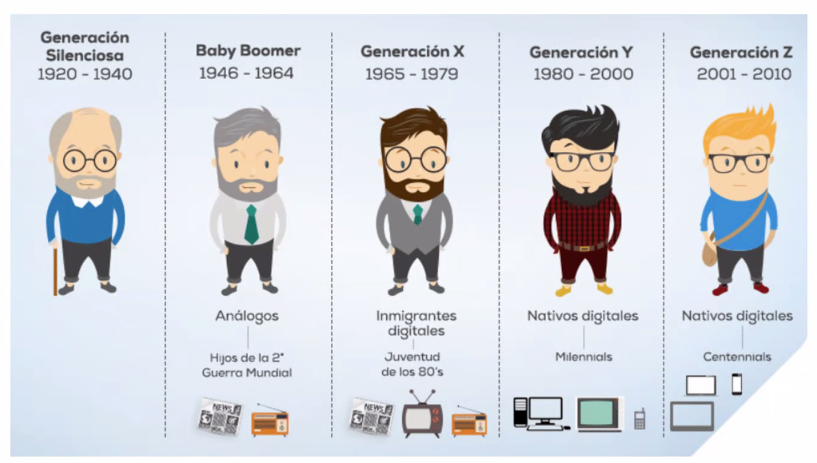 Generación
Silenciosa
1920 - 1940
Baby Boomer
1946 - 1964
Análogos
Hijos de la 2°
Guerra Mundial
NEWS
Generación X
1965 - 1979
Inmigrantes
digitales
Juventud
de los 80's
NEWS
Generación Y
1980 - 2000
Nativos digitales
Milennials
Generación Z
2001 - 2010
Nativos digitales
Centennials